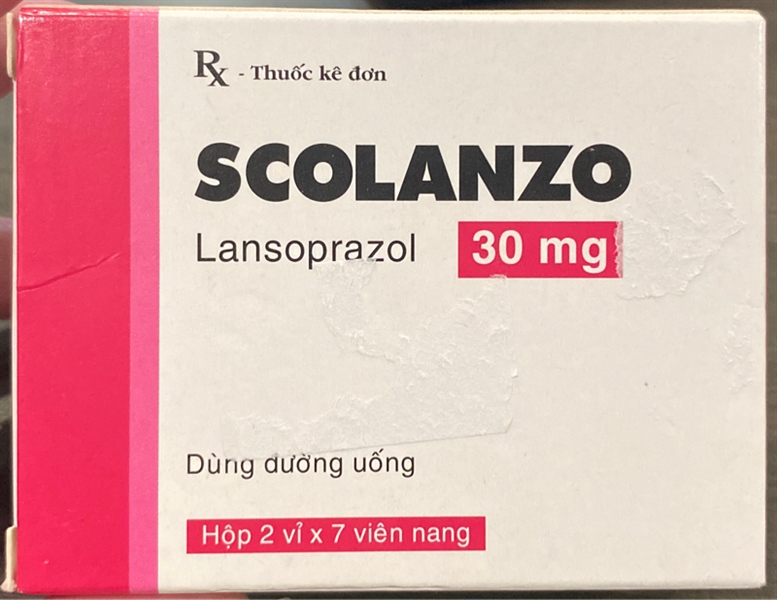 Rx - Thuốc kê đơn
SCOLANZO
Lansoprazol 30 mg
Dùng đường uống
Hộp 2 vỉ x 7 viên nang